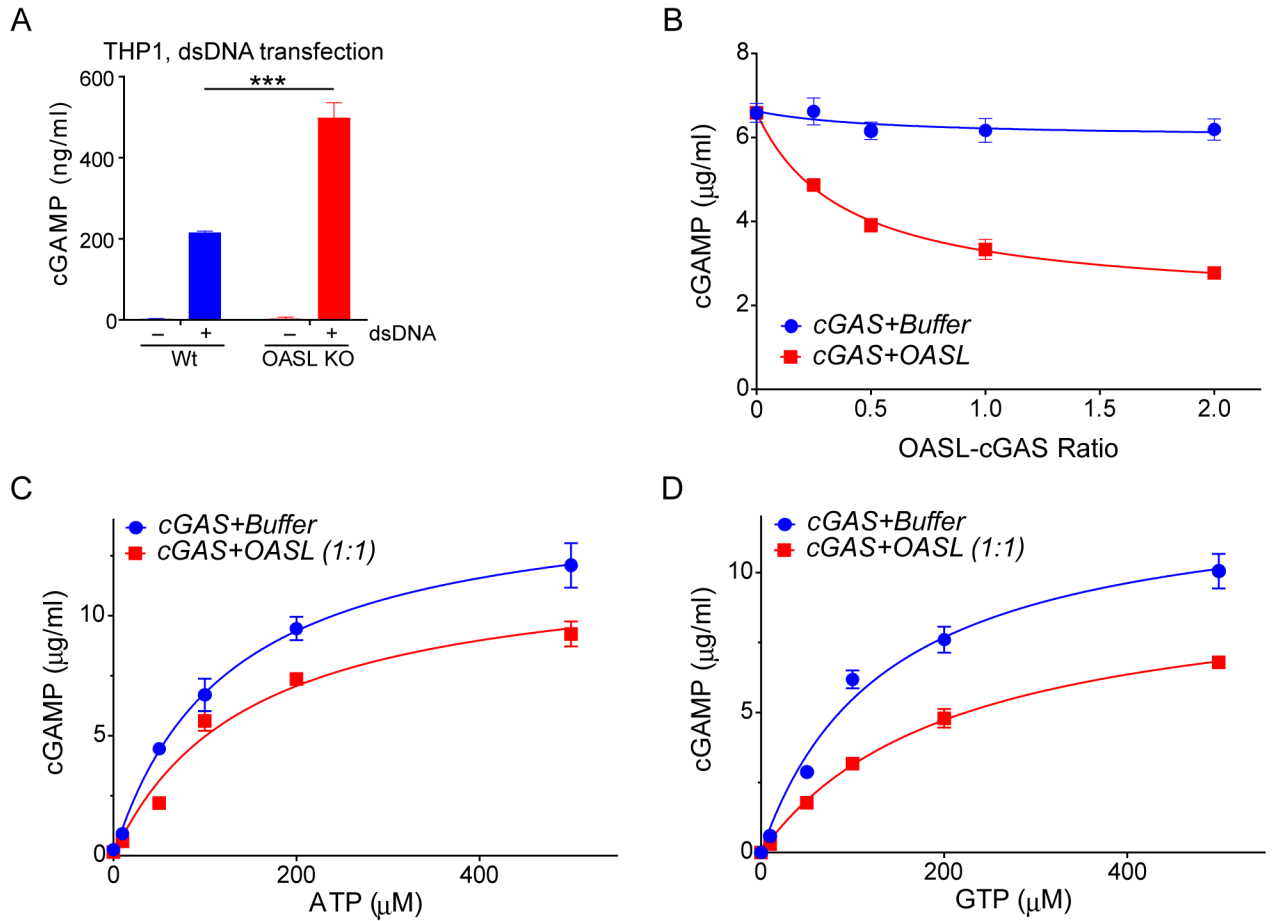 A
THP1, dsDNA transfection
***
600
400
200
0
cGAMP (ng/ml)
– + – + dsDNA
Wt OASL KO
B
8
6
4
2
0
cGAMP (μg/ml)
cGAS+Buffer
cGAS+OASL
0 0.5 1.0 1.5 2.0
OASL-cGAS Ratio
C
cGAS+Buffer
cGAS+OASL (1:1)
10
5
0
cGAMP (μg/ml)
0 200 400
ATP (μM)
D
cGAS+Buffer
cGAS+OASL (1:1)
10
5
0
cGAMP (μg/ml)
0 200 400
GTP (μM)